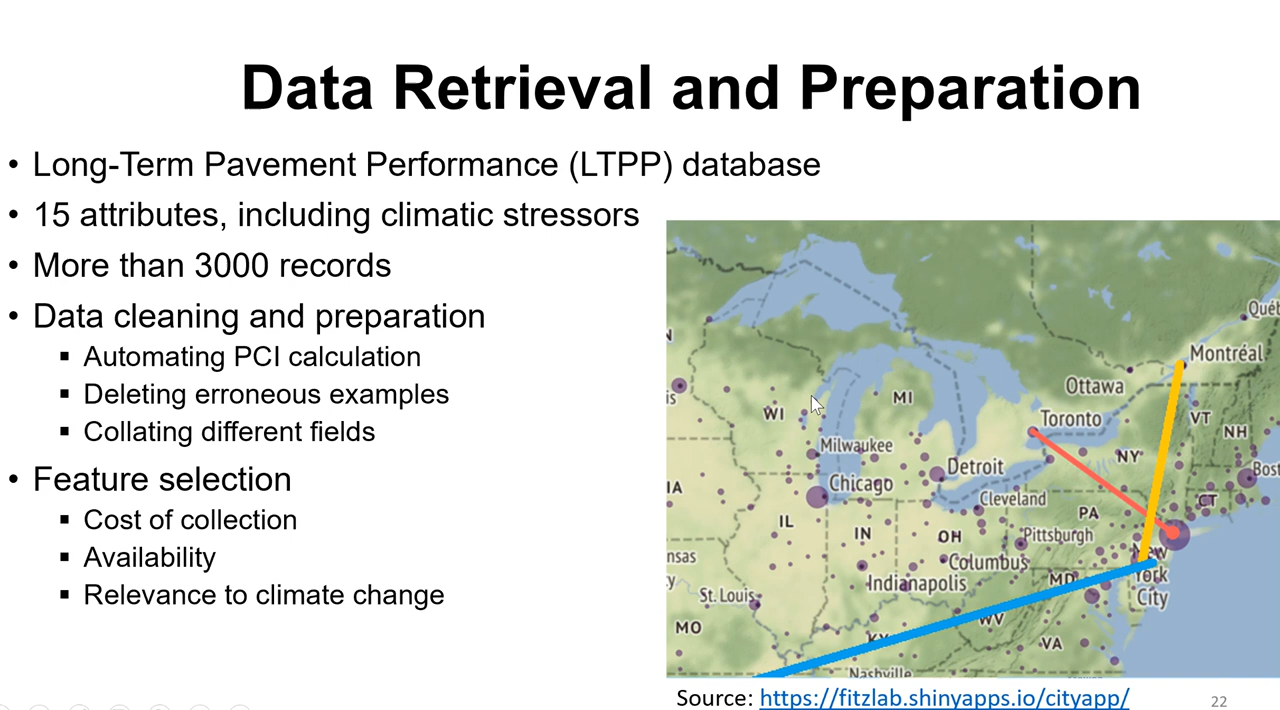 Data Retrieval and Preparation
• Long-Term Pavement Performance (LTPP) database
• 15 attributes, including climatic stressors
• More than 3000 records
• Data cleaning and preparation
▪ Automating PCI calculation
▪ Deleting erroneous examples
▪ Collating different fields
• Feature selection
▪ Cost of collection
▪ Availability
▪ Relevance to climate change
Montréal
Ottawa
Toronto
VT
NH
WI
MI
NY
Milwaukee
Detroit
Chicago
Cleveland
CT
IA
IL
IN
OH
PA
Pittsburgh
Columbus
New
York
City
Indianapolis
MD
St. Louis
MO
KY
WV
VA
Nashville
Source: https://fitzlab.shinyapps.io/cityapp/
22